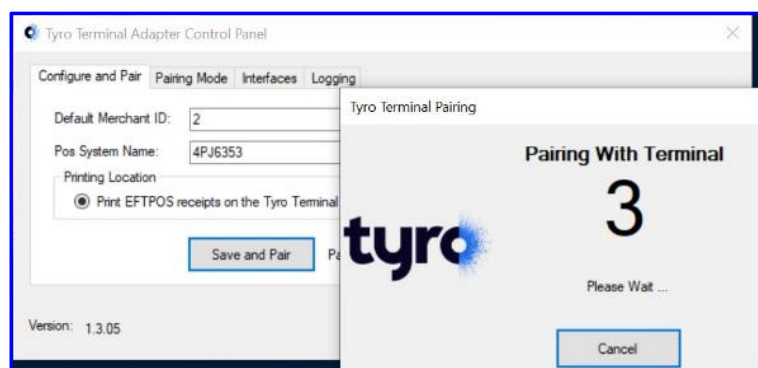 Tyro Terminal Adapter Control Panel
Configure and Pair Pairing Mode Interfaces Logging
Default Merchant ID: 2
Pos System Name: 4PJ6353
Printing Location
Print EFTPOS receipts on the Tyro Terminal
Save and Pair
Version: 1.3.05
Tyro Terminal Pairing
Pairing With Terminal
3
tyro
Please Wait ...
Cancel